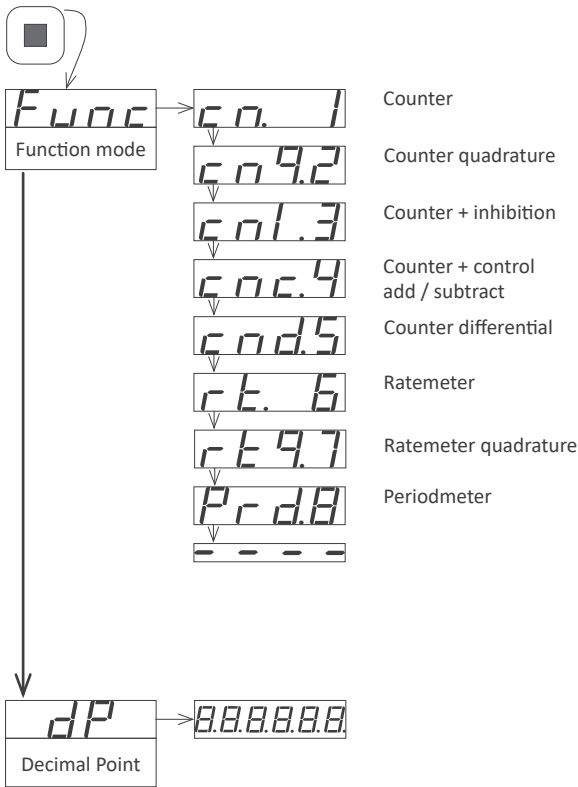 Func
Function mode
cn. 1
Counter
cnq.2
Counter quadrature
cnI.3
Counter + inhibition
cnc.4
Counter + control
add / subtract
cnd.5
Counter differential
rt. 6
Ratemeter
rtq.7
Ratemeter quadrature
Prd.8
Periodmeter
- - - -
dP
Decimal Point
8.8.8.8.8.8.